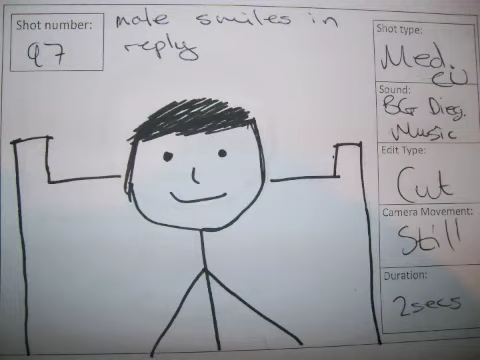 Shot number:
97
male smiles in
reply
Shot type:
Med.
CU
Sound:
BG Dieg.
Music
Edit Type:
Cut
Camera Movement:
Still
Duration:
2secs